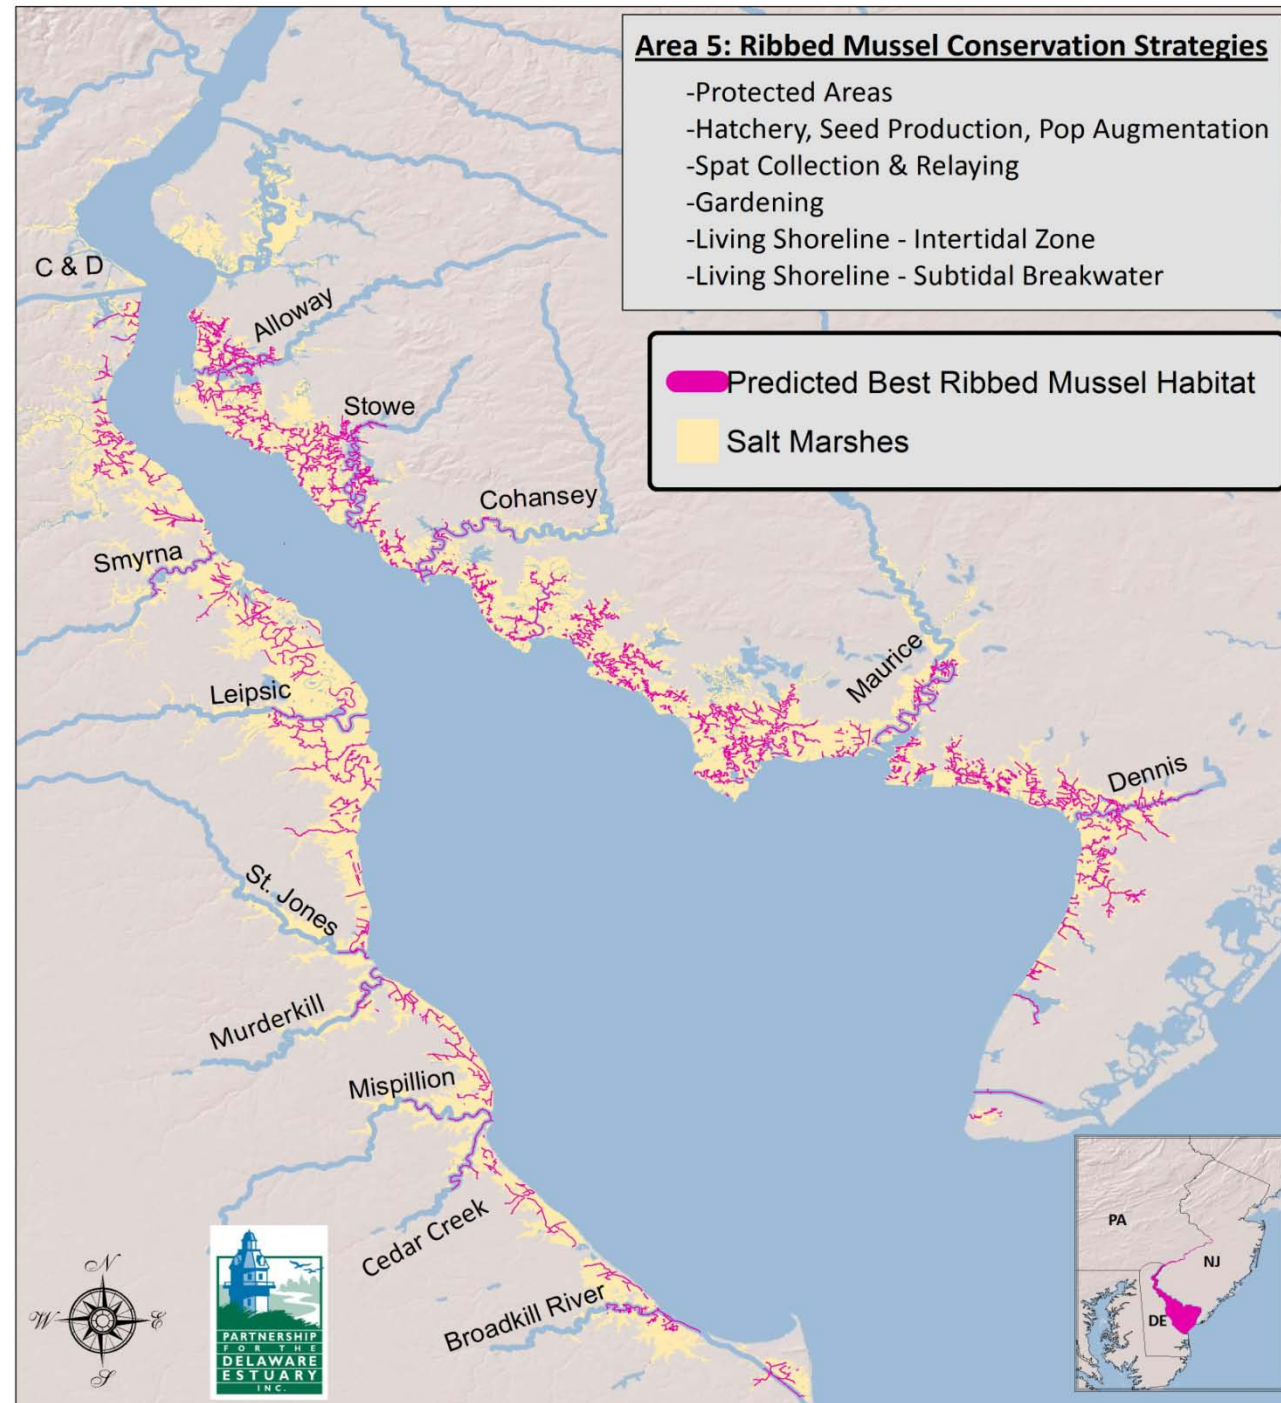 Area 5: Ribbed Mussel Conservation Strategies
-Protected Areas
-Hatchery, Seed Production, Pop Augmentation
-Spat Collection & Relaying
-Gardening
-Living Shoreline - Intertidal Zone
-Living Shoreline - Subtidal Breakwater
Predicted Best Ribbed Mussel Habitat
Salt Marshes
C & D
Alloway
Stowe
Cohansey
Smyrna
Maurice
Leipsic
Dennis
St. Jones
Murderkill
Mispillion
Cedar Creek
Broadkill River
N
W
E
S
PARTNERSHIP
FOR THE
DELAWARE
ESTUARY
INC.
PA
NJ
DE